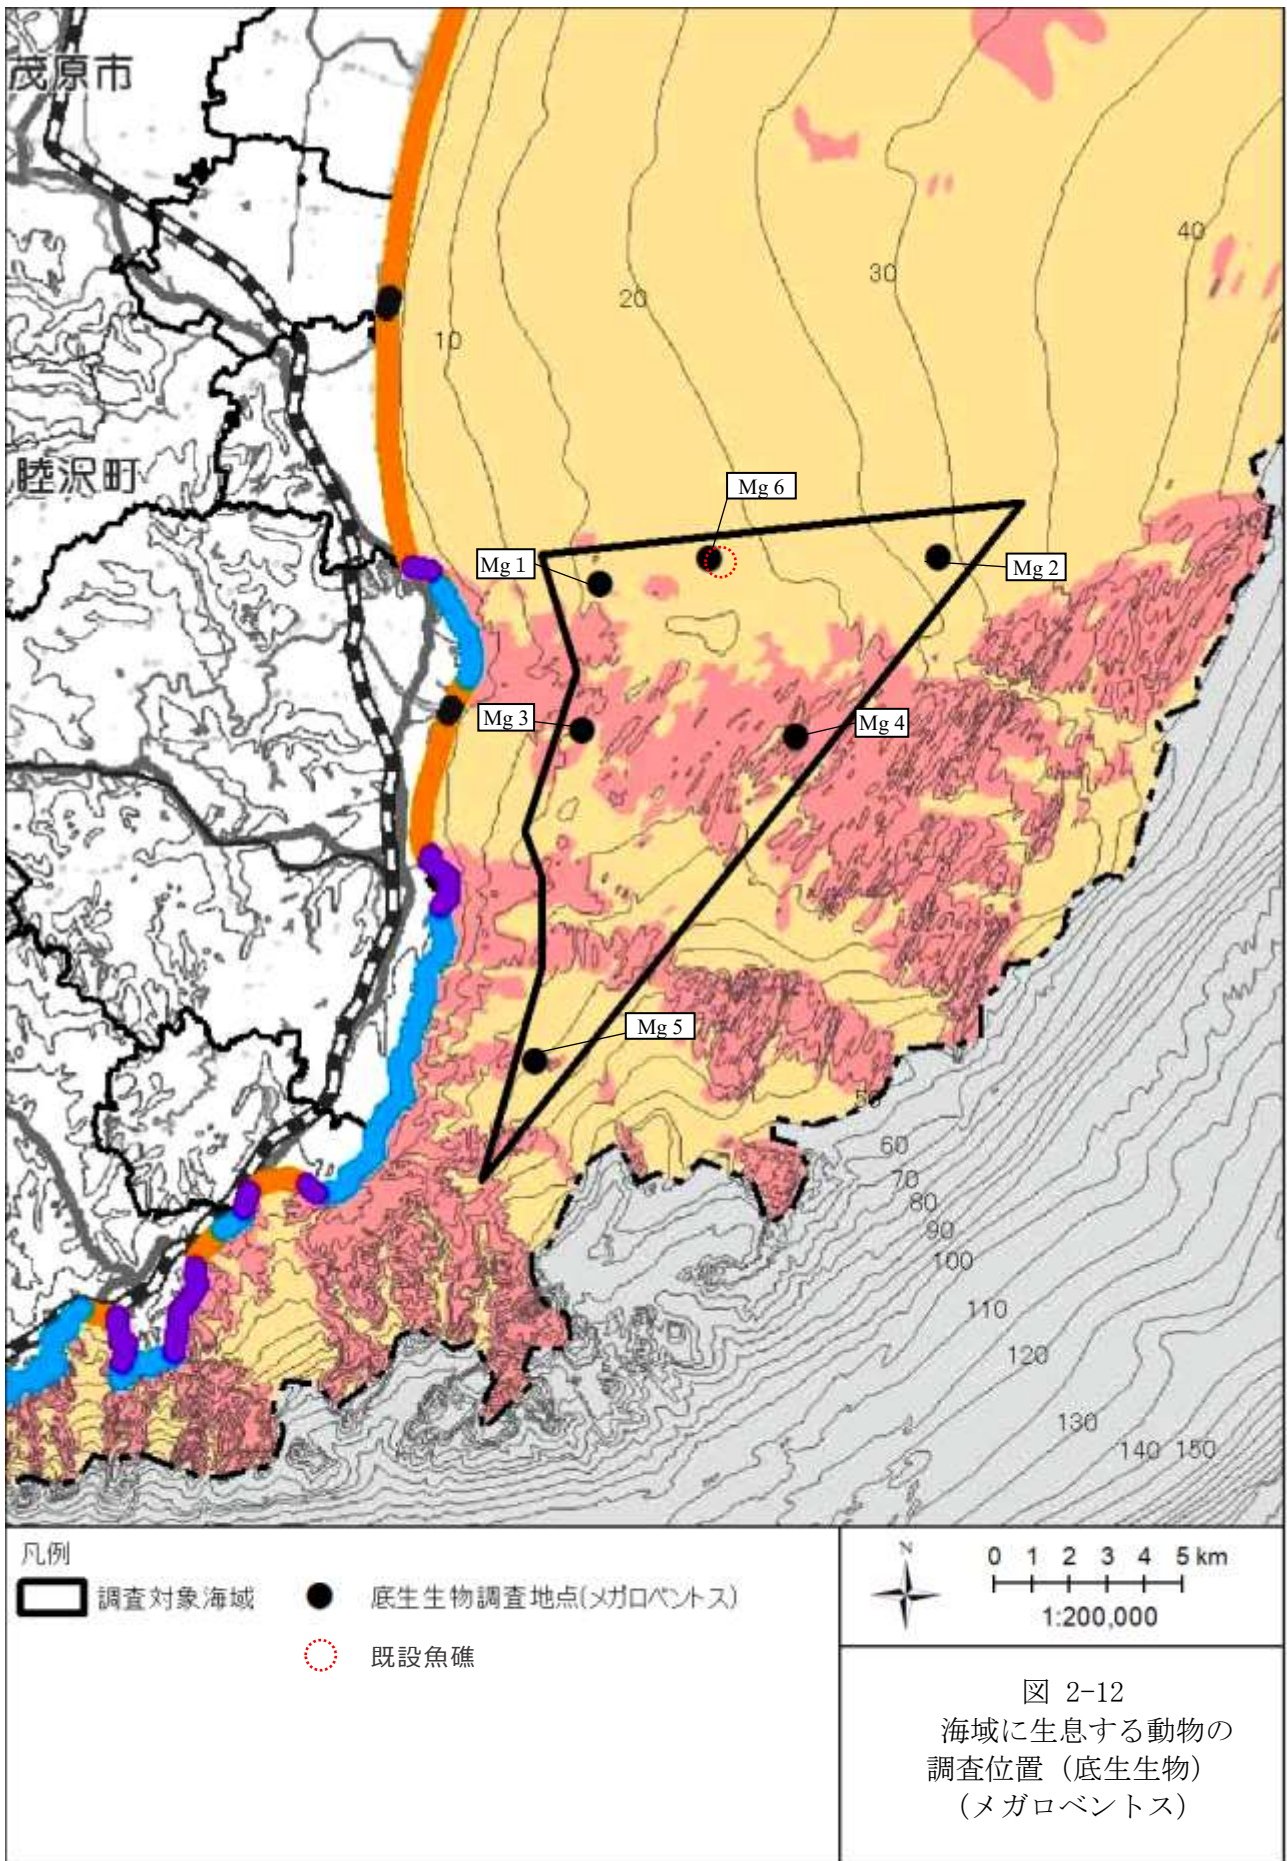 茂原市
40
30
20
10
睦沢町
Mg 6
Mg 1
Mg 2
Mg 3
Mg 4
Mg 5
50
60
70
80
90
100
110
120
130
140 150
凡例
調査対象海域
底生生物調査地点(メガロベントス)
既設魚礁
N
0 1 2 3 4 5 km
1:200,000
図 2-12
海域に生息する動物の
調査位置（底生生物）
（メガロベントス）